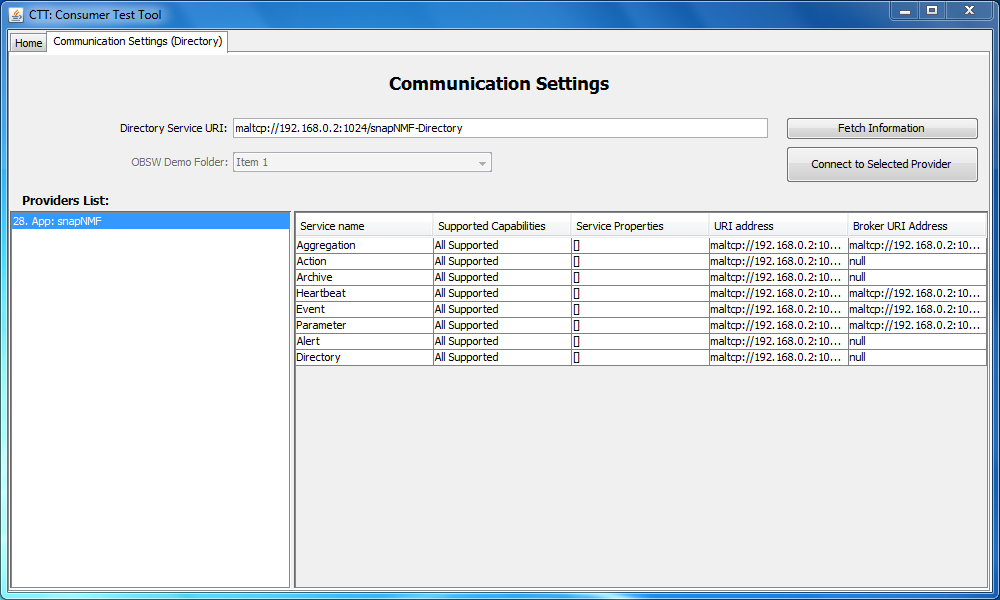 CTT: Consumer Test Tool
Home
Communication Settings (Directory)
Communication Settings
Directory Service URI: maltcp://192.168.0.2:1024/snapNMF-Directory
Fetch Information
OBSW Demo Folder: Item 1
Connect to Selected Provider
Providers List:
28. App: snapNMF
Service name Supported Capabilities Service Properties URI address Broker URI Address
Aggregation All Supported [] maltcp://192.168.0.2:10... maltcp://192.168.0.2:10...
Action All Supported [] maltcp://192.168.0.2:10... null
Archive All Supported [] maltcp://192.168.0.2:10... null
Heartbeat All Supported [] maltcp://192.168.0.2:10... maltcp://192.168.0.2:10...
Event All Supported [] maltcp://192.168.0.2:10... maltcp://192.168.0.2:10...
Parameter All Supported [] maltcp://192.168.0.2:10... maltcp://192.168.0.2:10...
Alert All Supported [] maltcp://192.168.0.2:10... null
Directory All Supported [] maltcp://192.168.0.2:10... null